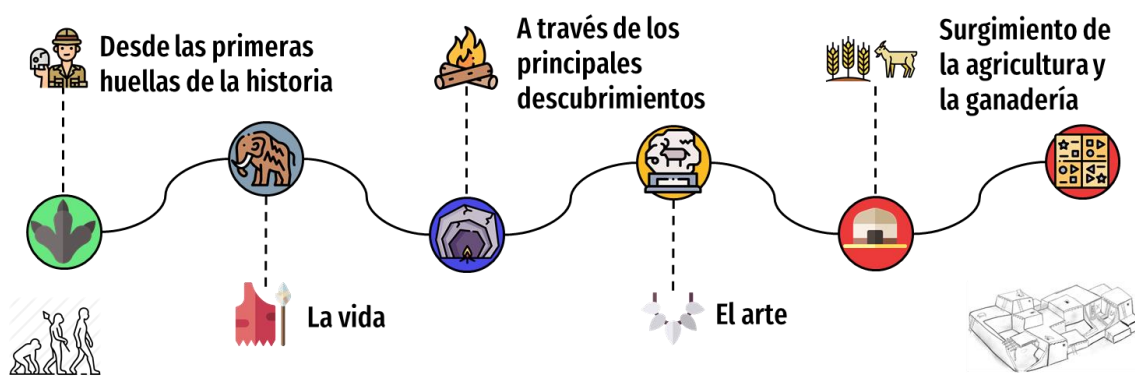 Desde las primeras
huellas de la historia
La vida
A través de los
principales
descubrimientos
El arte
Surgimiento de
la agricultura y
la ganadería